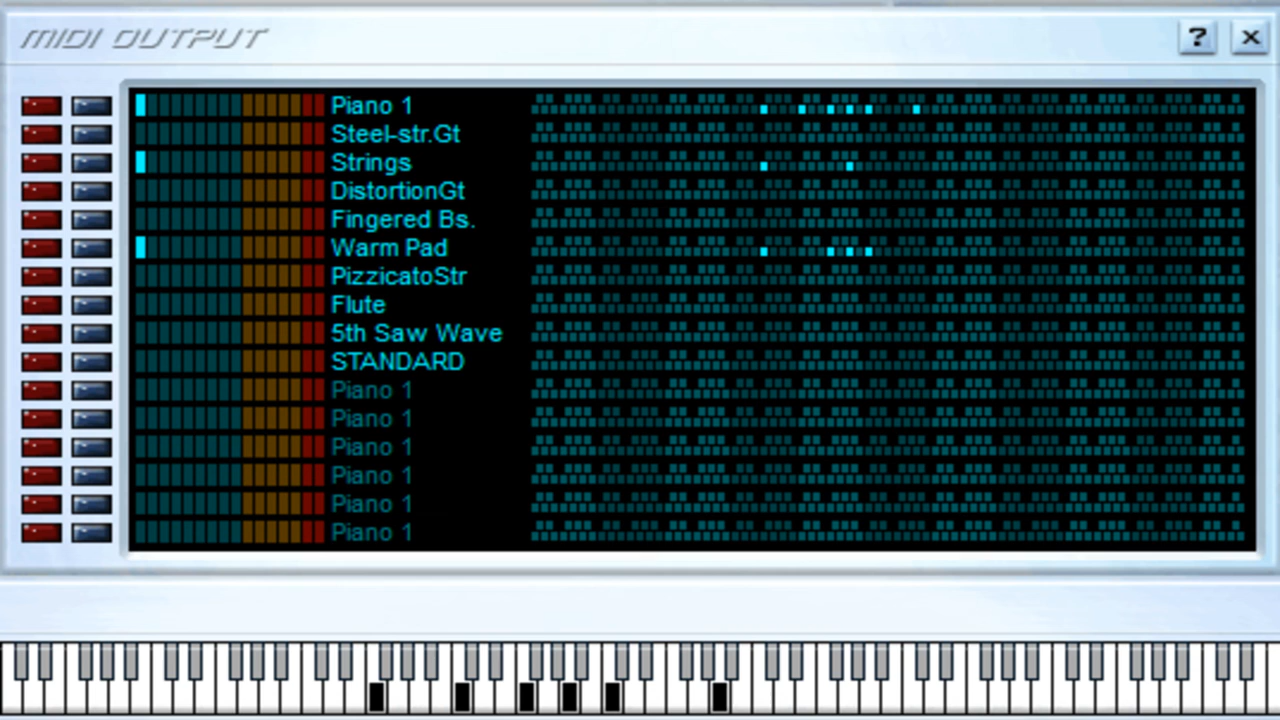 MIDI OUTPUT
? ×
Piano 1
Steel-str.Gt
Strings
DistortionGt
Fingered Bs.
Warm Pad
PizzicatoStr
Flute
5th Saw Wave
STANDARD
Piano 1
Piano 1
Piano 1
Piano 1
Piano 1
Piano 1